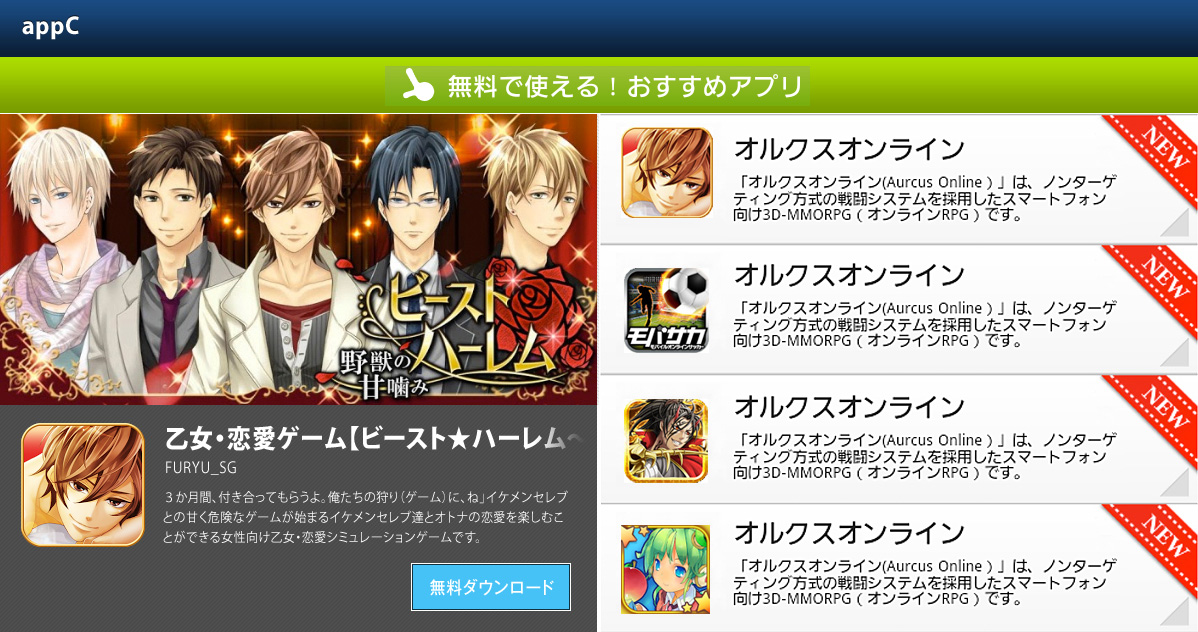 appC
無料で使える！おすすめアプリ
ビースト
ハーレム
野獣の
甘噛み
乙女・恋愛ゲーム【ビースト★ハーレム
FURYU_SG
３か月間、付き合ってもらうよ。俺たちの狩り（ゲーム）に、ね」イケメンセレブ
との甘く危険なゲームが始まるイケメンセレブ達とオトナの恋愛を楽しむこ
とができる女性向け乙女・恋愛シミュレーションゲームです。
無料ダウンロード
オルクスオンライン
NEW
「オルクスオンライン(Aurcus Online )」は、ノンターゲ
ティング方式の戦闘システムを採用したスマートフォン
向け3D-MMORPG ( オンラインRPG ) です。
オルクスオンライン
NEW
モバサカ
モバイルオンラインサッカー
「オルクスオンライン(Aurcus Online )」は、ノンターゲ
ティング方式の戦闘システムを採用したスマートフォン
向け3D-MMORPG ( オンラインRPG ) です。
オルクスオンライン
NEW
「オルクスオンライン(Aurcus Online )」は、ノンターゲ
ティング方式の戦闘システムを採用したスマートフォン
向け3D-MMORPG ( オンラインRPG ) です。
オルクスオンライン
NEW
「オルクスオンライン(Aurcus Online )」は、ノンターゲ
ティング方式の戦闘システムを採用したスマートフォン
向け3D-MMORPG ( オンラインRPG ) です。